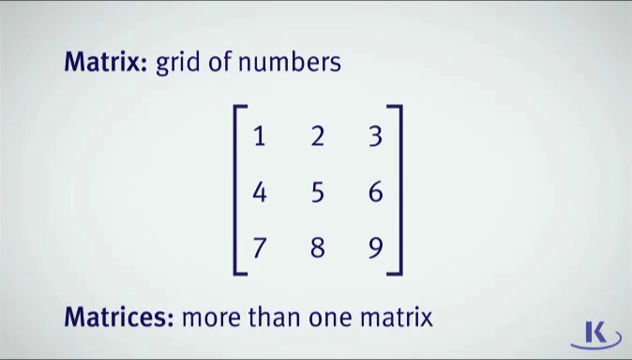 Matrix: grid of numbers
1 2 3
4 5 6
7 8 9
Matrices: more than one matrix
K